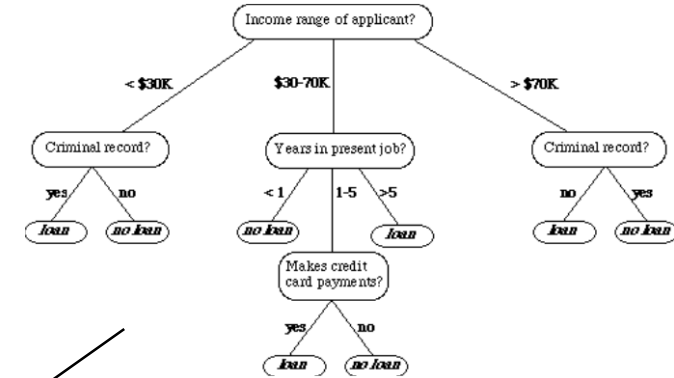 Income range of applicant?
< $30K
$30-70K
> $70K
Criminal record?
Years in present job?
Criminal record?
yes
no
< 1
1-5
>5
no
yes
loan
no loan
no loan
loan
loan
no loan
Makes credit
card payments?
yes
no
loan
no loan